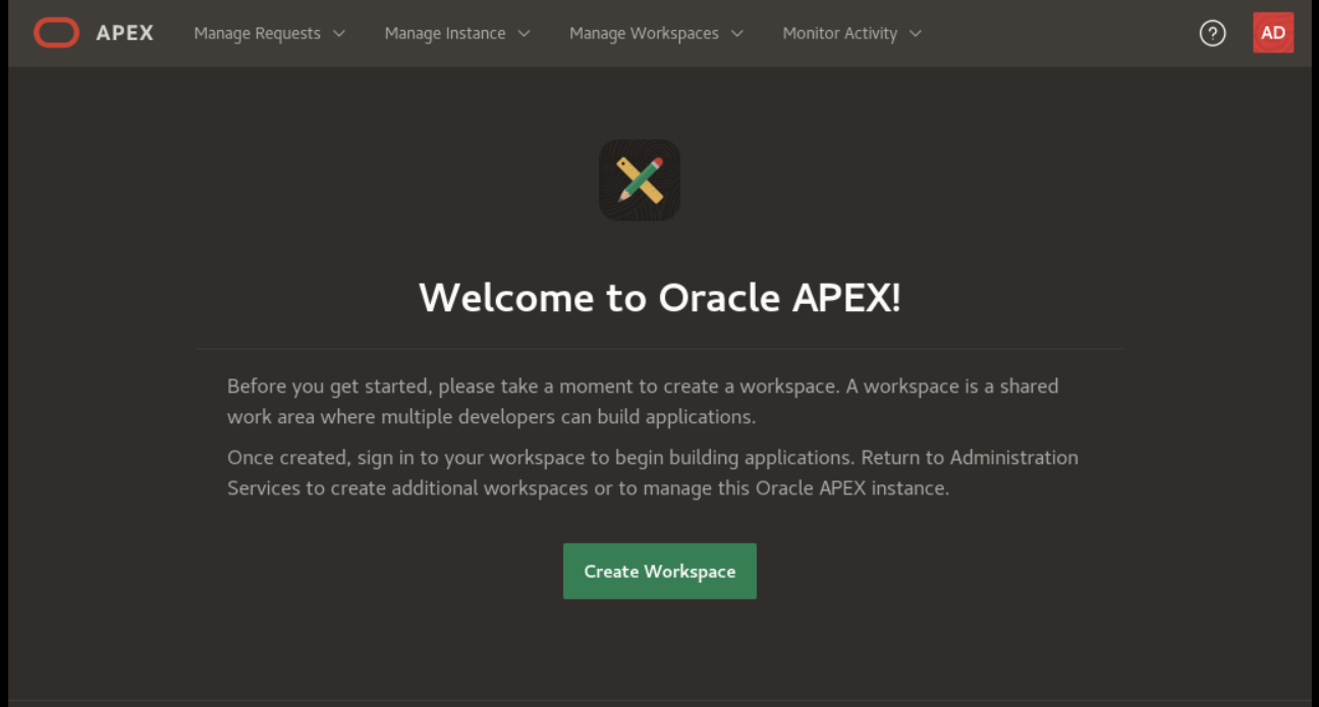 APEX
Manage Requests
Manage Instance
Manage Workspaces
Monitor Activity
?
AD
Welcome to Oracle APEX!
Before you get started, please take a moment to create a workspace. A workspace is a shared
work area where multiple developers can build applications.
Once created, sign in to your workspace to begin building applications. Return to Administration
Services to create additional workspaces or to manage this Oracle APEX instance.
Create Workspace